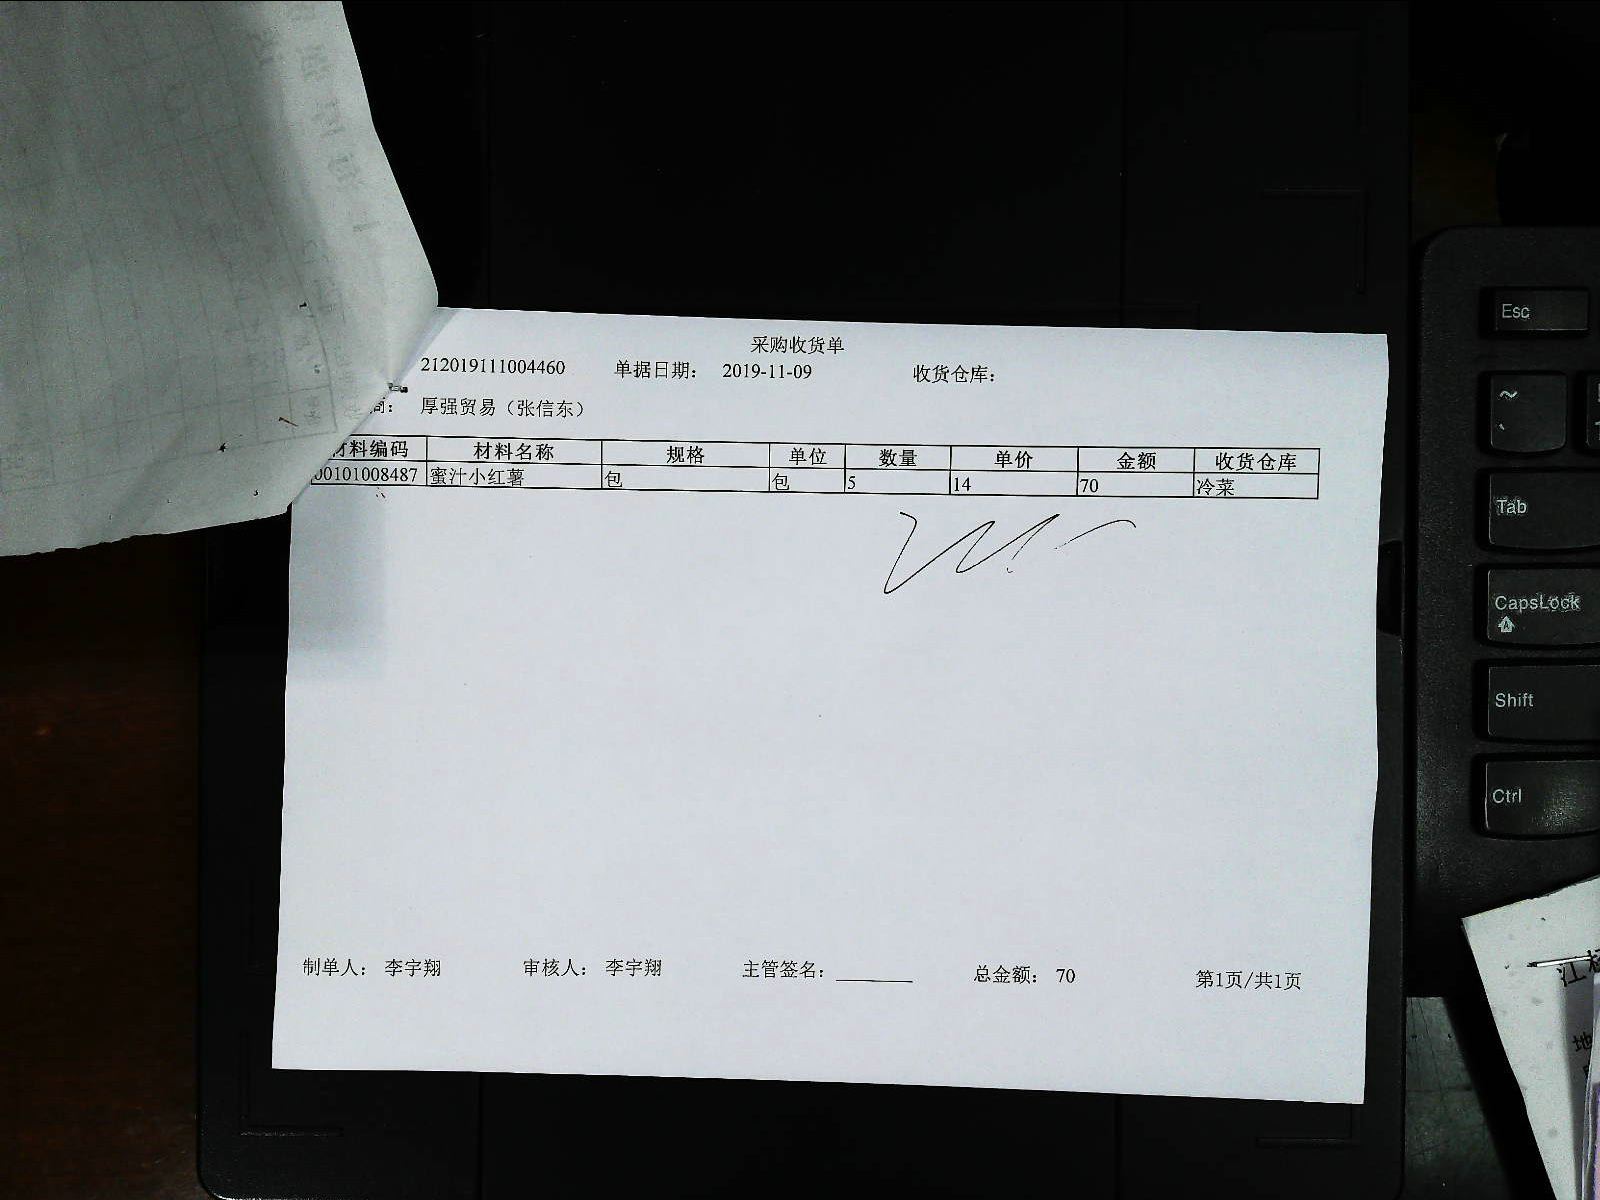 采购收货单
212019111004460 单据日期： 2019-11-09 收货仓库：
商： 厚强贸易（张信东）
材料编码 材料名称 规格 单位 数量 单价 金额 收货仓库
00101008487 蜜汁小红薯 包 包 5 14 70 冷菜
制单人： 李宇翔 审核人： 李宇翔 主管签名： 总金额： 70 第1页/共1页
Esc
~
Tab
CapsLock
Shift
Ctrl
江
地